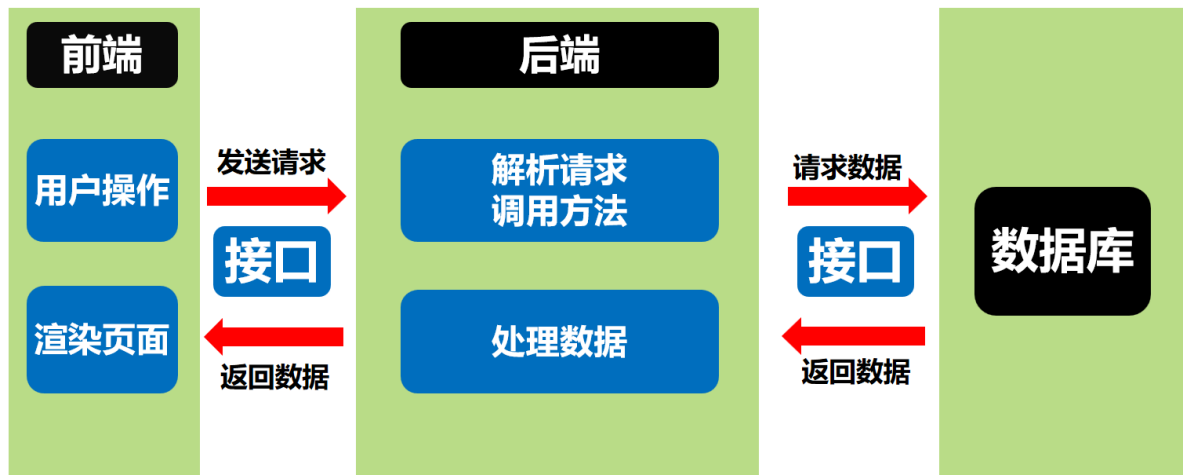 前端
用户操作
渲染页面
发送请求
接口
返回数据
后端
解析请求
调用方法
处理数据
请求数据
接口
返回数据
数据库